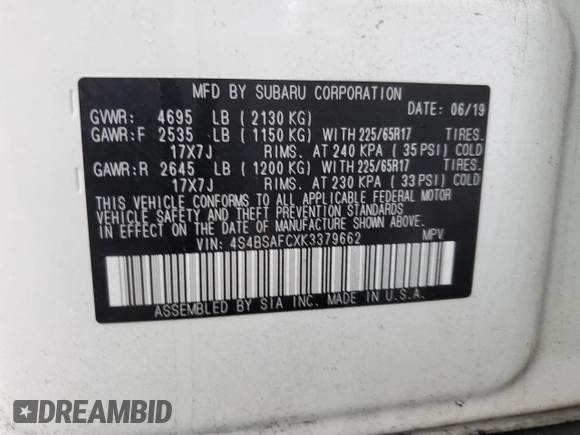 MFD BY SUBARU CORPORATION
DATE: 06/19
GVWR: 4695 LB ( 2130 KG)
GAWR:F 2535 LB ( 1150 KG) WITH 225/65R17 TIRES.
17X7J RIMS. AT 240 KPA ( 35 PSI) COLD
GAWR:R 2645 LB ( 1200 KG) WITH 225/65R17 TIRES.
17X7J RIMS. AT 230 KPA ( 33 PSI) COLD
THIS VEHICLE CONFORMS TO ALL APPLICABLE FEDERAL MOTOR
VEHICLE SAFETY AND THEFT PREVENTION STANDARDS
IN EFFECT ON THE DATE OF MANUFACTURE SHOWN ABOVE.
VIN: 4S4BSAFCXK3379662 MPV
ASSEMBLED BY SIA INC. MADE IN U.S.A.
DREAMBID